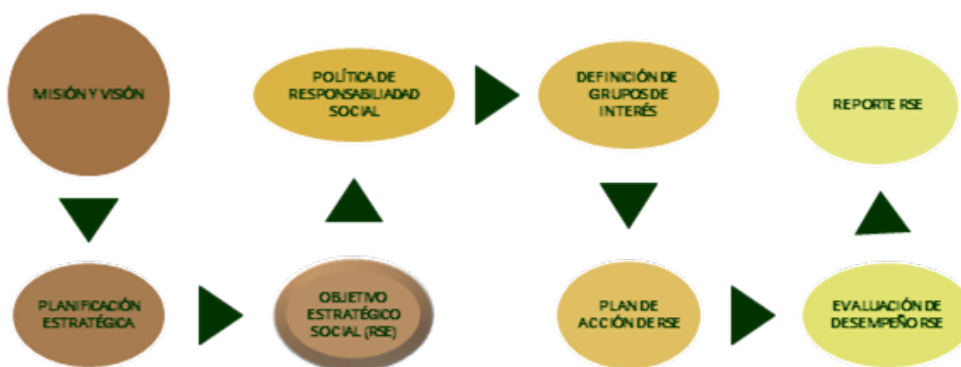 MISIÓN Y VISIÓN
PLANIFICACIÓN
ESTRATÉGICA
OBJETIVO
ESTRATÉGICO
SOCIAL (RSE)
POLÍTICA DE
RESPONSABILIADAD
SOCIAL
DEFINICIÓN DE
GRUPOS DE
INTERÉS
PLAN DE
ACCIÓN DE RSE
EVALUACIÓN DE
DESEMPEÑO RSE
REPORTE RSE